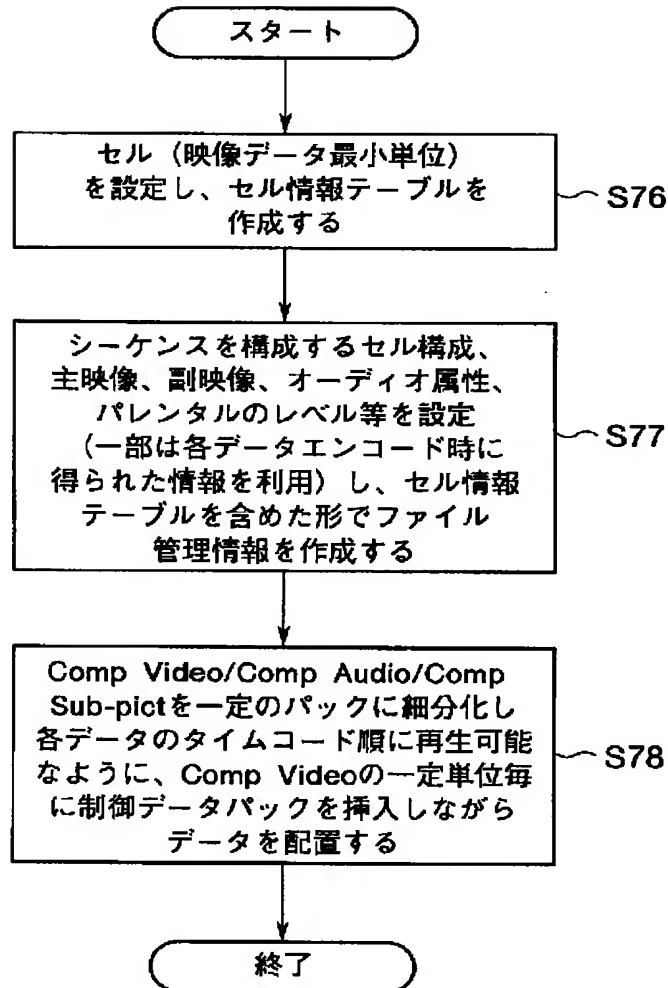 スタート
セル（映像データ最小単位）
を設定し、セル情報テーブルを
作成する
S76
シーケンスを構成するセル構成、
主映像、副映像、オーディオ属性、
パレンタルのレベル等を設定
（一部は各データエンコード時に
得られた情報を利用）し、セル情報
テーブルを含めた形でファイル
管理情報を作成する
S77
Comp Video/Comp Audio/Comp
Sub-pictを一定のパックに細分化し
各データのタイムコード順に再生可能
なように、Comp Videoの一定単位毎
に制御データパックを挿入しながら
データを配置する
S78
終了